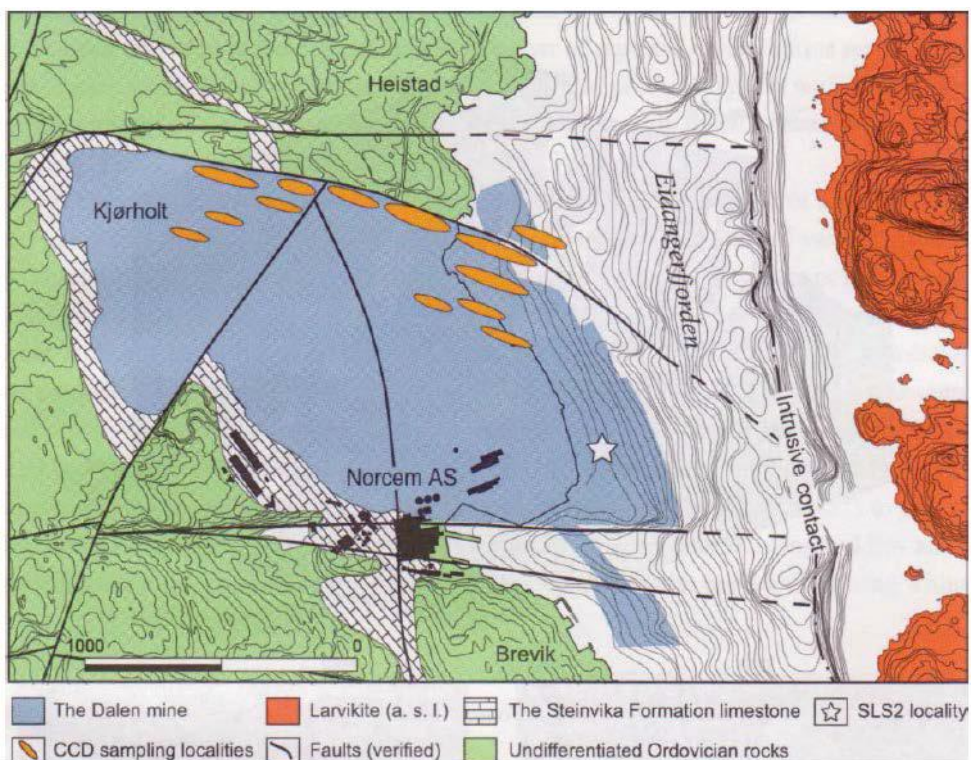 Heistad
Kjørholt
Eidangerfjorden
Intrusive contact
Norcem AS
Brevik
1000 0
The Dalen mine
Larvikite (a. s. l.)
The Steinvika Formation limestone
SLS2 locality
CCD sampling localities
Faults (verified)
Undifferentiated Ordovician rocks